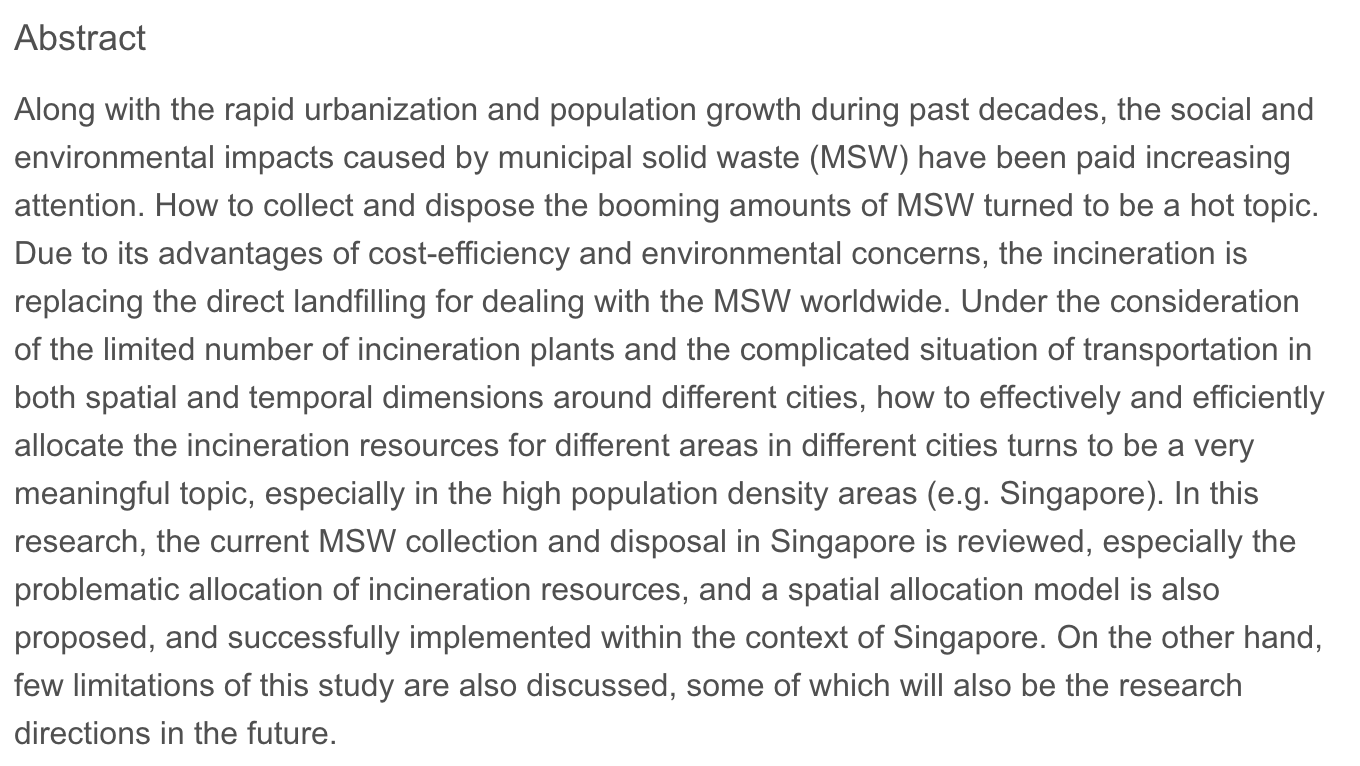 Abstract
Along with the rapid urbanization and population growth during past decades, the social and
environmental impacts caused by municipal solid waste (MSW) have been paid increasing
attention. How to collect and dispose the booming amounts of MSW turned to be a hot topic.
Due to its advantages of cost-efficiency and environmental concerns, the incineration is
replacing the direct landfilling for dealing with the MSW worldwide. Under the consideration
of the limited number of incineration plants and the complicated situation of transportation in
both spatial and temporal dimensions around different cities, how to effectively and efficiently
allocate the incineration resources for different areas in different cities turns to be a very
meaningful topic, especially in the high population density areas (e.g. Singapore). In this
research, the current MSW collection and disposal in Singapore is reviewed, especially the
problematic allocation of incineration resources, and a spatial allocation model is also
proposed, and successfully implemented within the context of Singapore. On the other hand,
few limitations of this study are also discussed, some of which will also be the research
directions in the future.